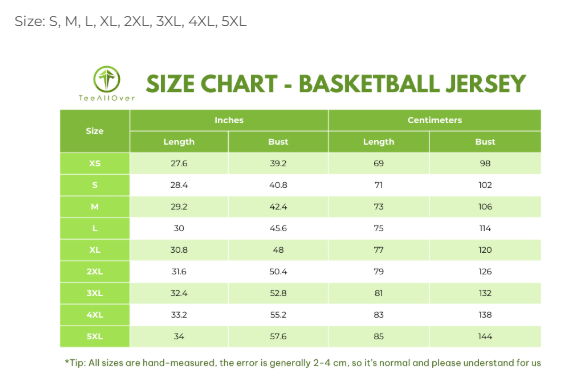 Size: S, M, L, XL, 2XL, 3XL, 4XL, 5XL
TeeAllOver
SIZE CHART - BASKETBALL JERSEY
Size Inches Centimeters
Length Bust Length Bust
XS 27.6 39.2 69 98
S 28.4 40.8 71 102
M 29.2 42.4 73 106
L 30 45.6 75 114
XL 30.8 48 77 120
2XL 31.6 50.4 79 126
3XL 32.4 52.8 81 132
4XL 33.2 55.2 83 138
5XL 34 57.6 85 144
*Tip: All sizes are hand-measured, the error is generally 2-4 cm, so it's normal and please understand for us